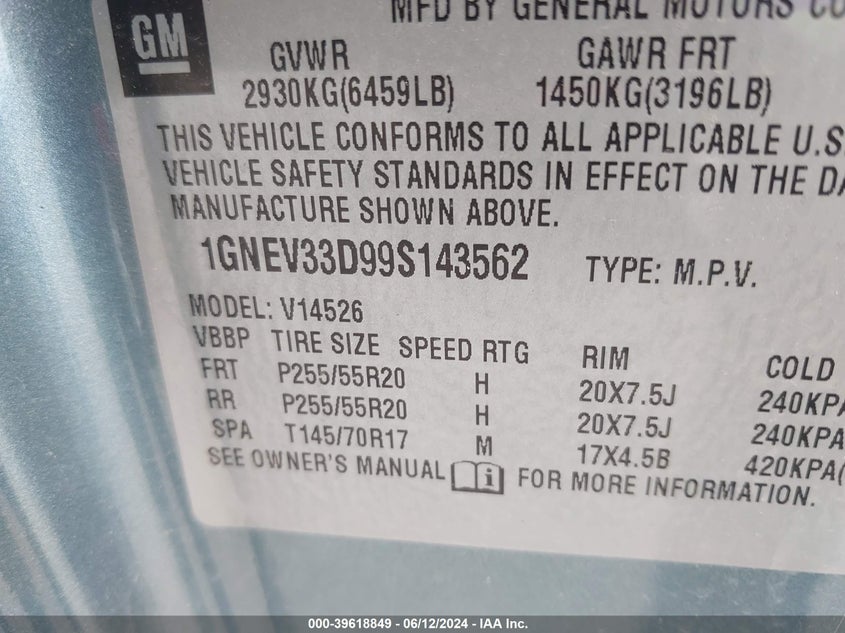 MFD BY GENERAL MOTORS CO
GM
GVWR GAWR FRT
2930KG(6459LB) 1450KG(3196LB)
THIS VEHICLE CONFORMS TO ALL APPLICABLE U.S.
VEHICLE SAFETY STANDARDS IN EFFECT ON THE DA
MANUFACTURE SHOWN ABOVE.
1GNEV33D99S143562 TYPE: M.P.V.
MODEL: V14526
VBBP TIRE SIZE SPEED RTG RIM COLD
FRT P255/55R20 H 20X7.5J 240KPA
RR P255/55R20 H 20X7.5J 240KPA
SPA T145/70R17 M 17X4.5B 420KPA(
SEE OWNER'S MANUAL FOR MORE INFORMATION.
000-39618849 - 06/12/2024 - IAA Inc.